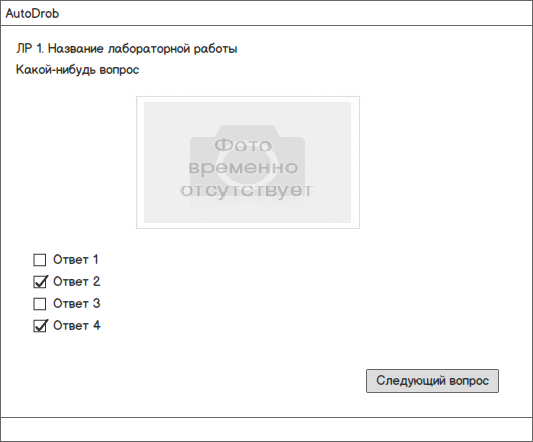 AutoDrob
ЛР 1. Название лабораторной работы
Какой-нибудь вопрос
Фото
временно
отсутствует
Ответ 1
Ответ 2
Ответ 3
Ответ 4
Следующий вопрос